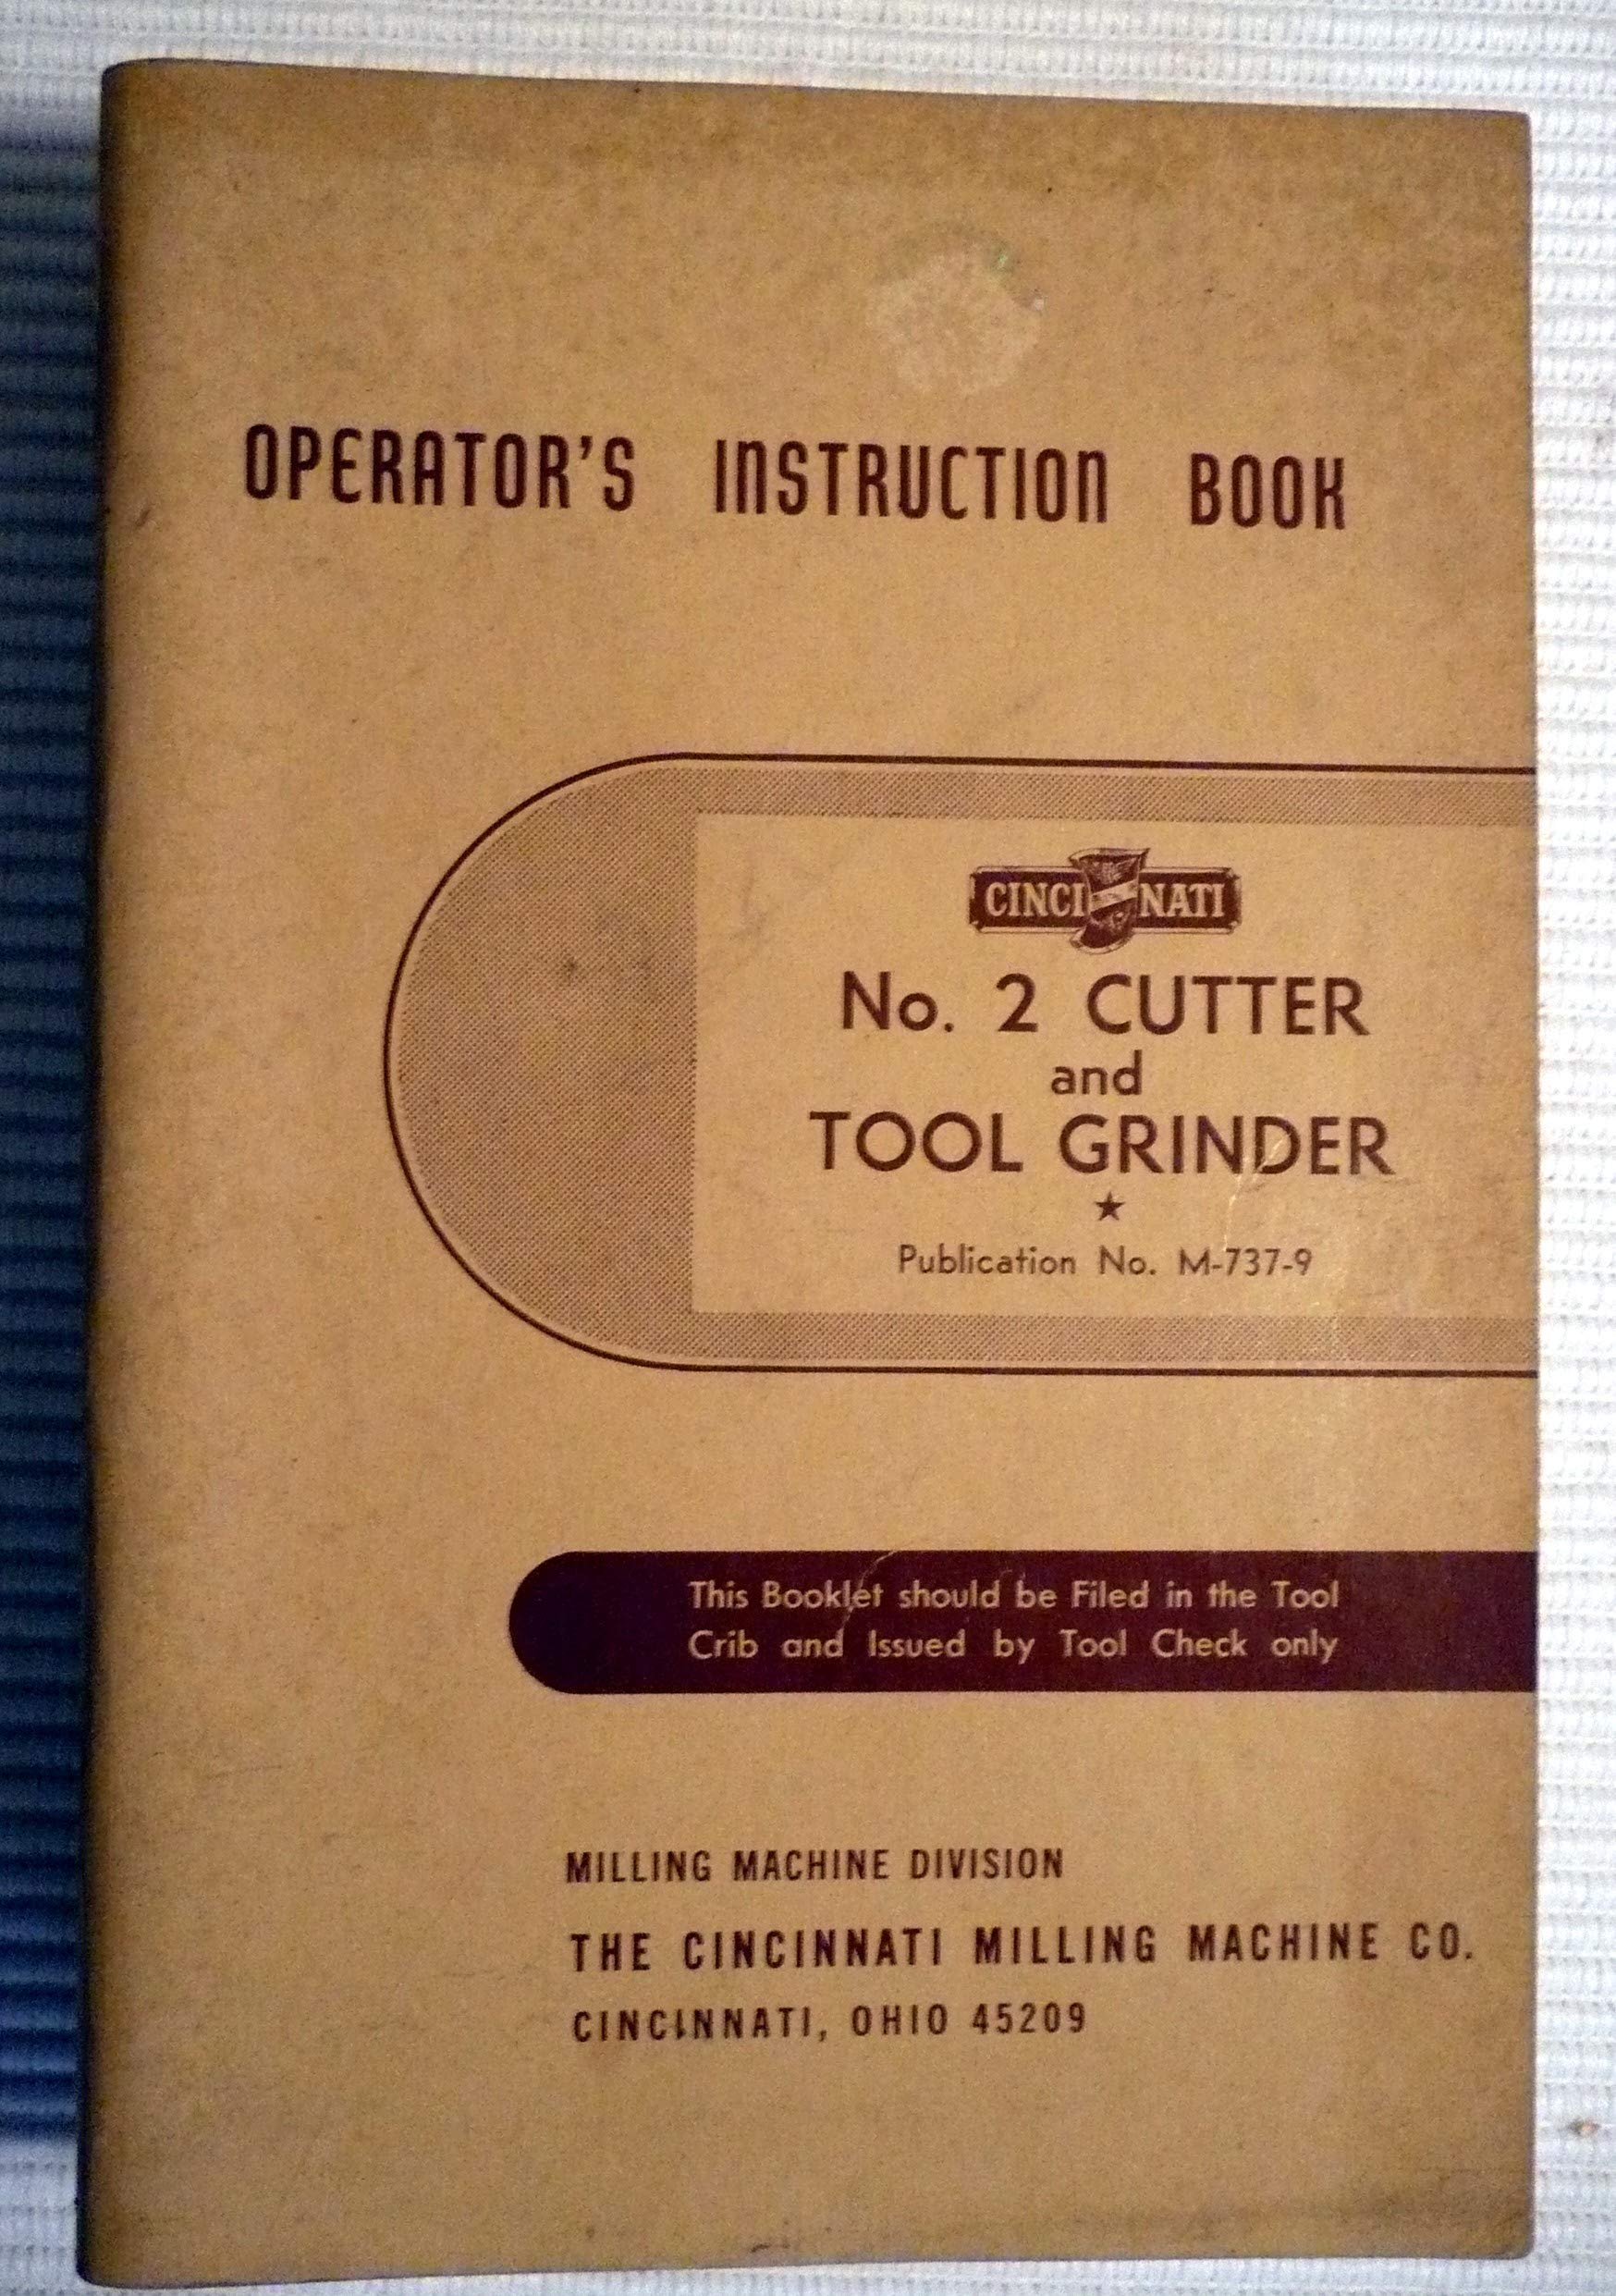 OPERATOR'S INSTRUCTION BOOK
CINCINNATI
No. 2 CUTTER
and
TOOL GRINDER
★
Publication No. M-737-9
This Booklet should be Filed in the Tool
Crib and Issued by Tool Check only
MILLING MACHINE DIVISION
THE CINCINNATI MILLING MACHINE CO.
CINCINNATI, OHIO 45209